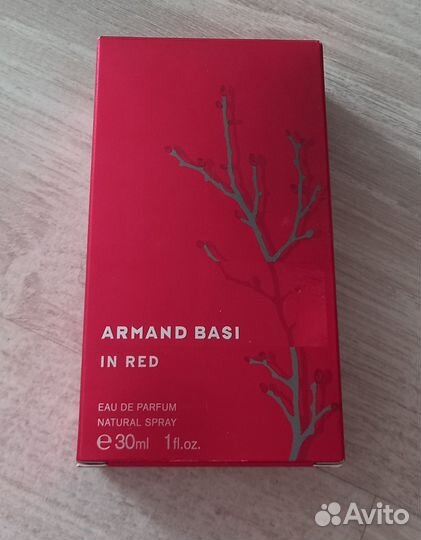 ARMAND BASI
IN RED
EAU DE PARFUM
NATURAL SPRAY
℮30ml 1fl.oz.
Avito